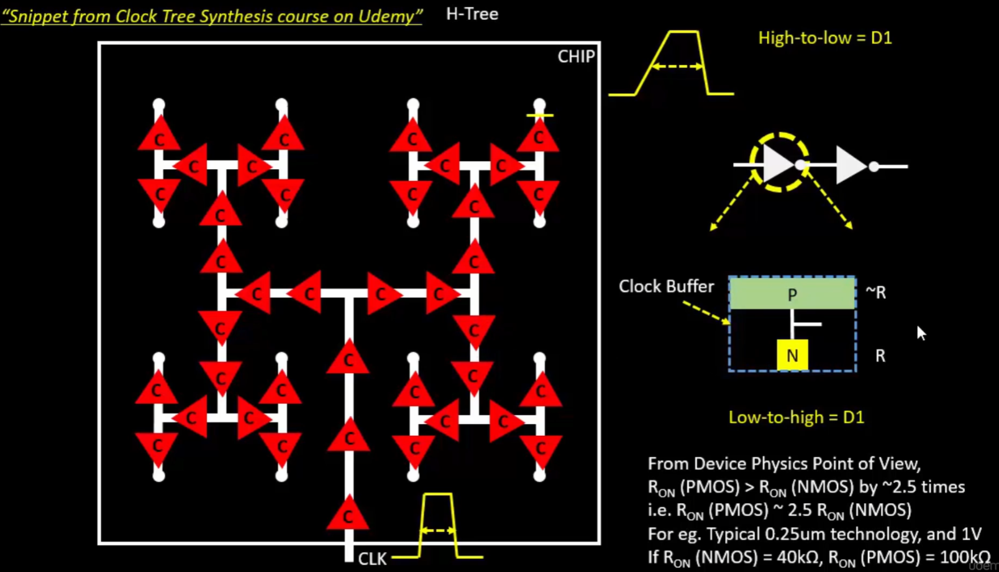 “Snippet from Clock Tree Synthesis course on Udemy”
H-Tree
CHIP
High-to-low = D1
C C C C
C C C C
C C C C
C C
C C
C C C C
C C
C
C C
C C C C
C C C C
C
C C C C
C
CLK
Clock Buffer
P
~R
N
R
Low-to-high = D1
From Device Physics Point of View,
RON (PMOS) > RON (NMOS) by ~2.5 times
i.e. RON (PMOS) ~ 2.5 RON (NMOS)
For eg. Typical 0.25um technology, and 1V
If RON (NMOS) = 40kΩ, RON (PMOS) = 100kΩ